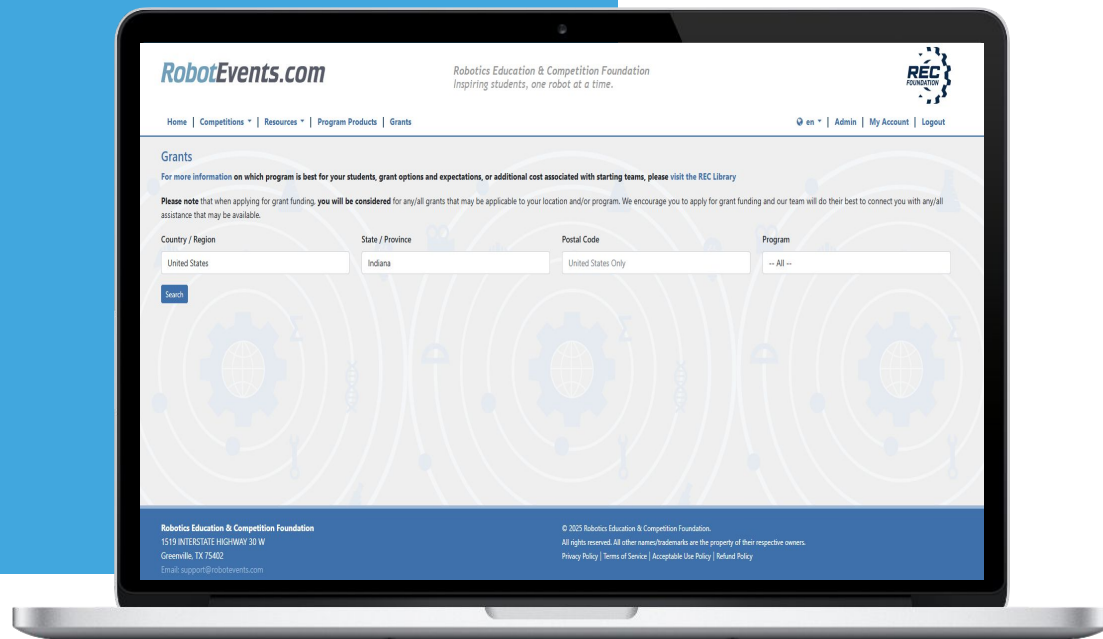 RobotEvents.com
Robotics Education & Competition Foundation
Inspiring students, one robot at a time.
REC
FOUNDATION
Home | Competitions | Resources | Program Products | Grants
en | Admin | My Account | Logout
Grants
For more information on which program is best for your students, grant options and expectations, or additional cost associated with starting teams, please visit the REC Library
Please note that when applying for grant funding, you will be considered for any/all grants that may be applicable to your location and/or program. We encourage you to apply for grant funding and our team will do their best to connect you with any/all
assistance that may be available.
Country / Region
State / Province
Postal Code
Program
United States
Indiana
United States Only
-- All --
Search
Robotics Education & Competition Foundation
1519 INTERSTATE HIGHWAY 30 W
Greenville, TX 75402
Email: support@robotevents.com
© 2025 Robotics Education & Competition Foundation.
All rights reserved. All other names/trademarks are the property of their respective owners.
Privacy Policy | Terms of Service | Acceptable Use Policy | Refund Policy